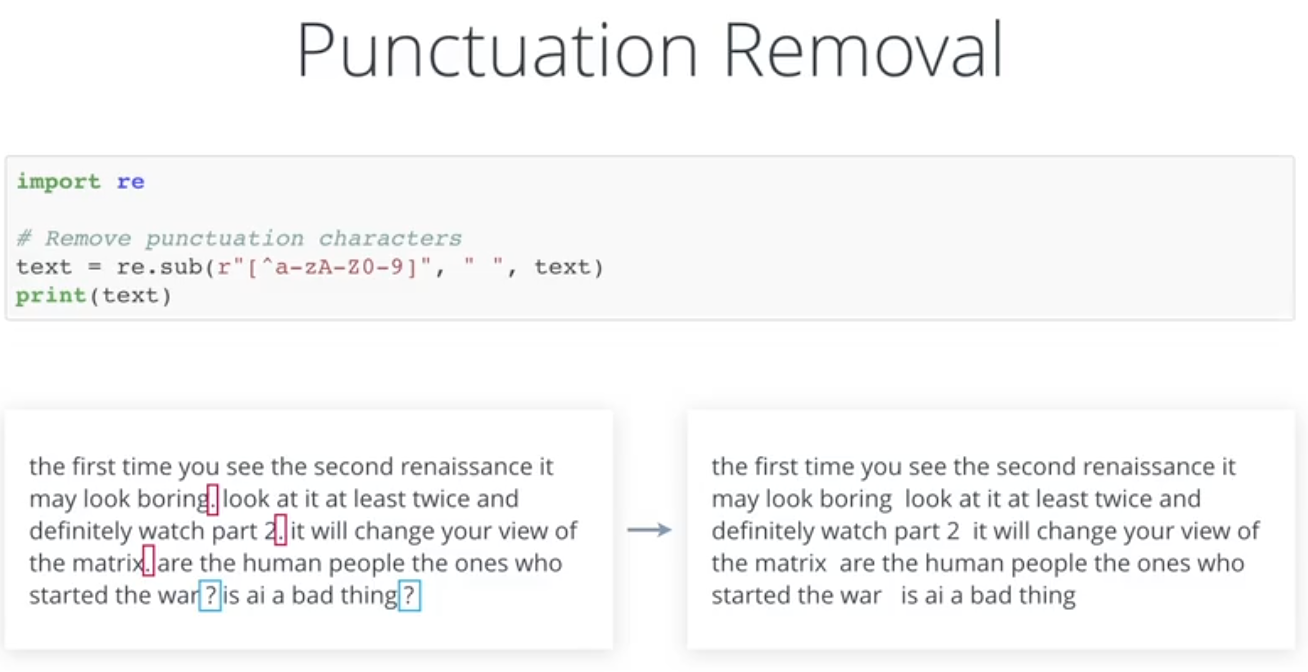 Punctuation Removal
import re
# Remove punctuation characters
text = re.sub(r"[^a-zA-Z0-9]", " ", text)
print(text)
the first time you see the second renaissance it
may look boring. look at it at least twice and
definitely watch part 2. it will change your view of
the matrix. are the human people the ones who
started the war ? is ai a bad thing ?
the first time you see the second renaissance it
may look boring  look at it at least twice and
definitely watch part 2  it will change your view of
the matrix  are the human people the ones who
started the war   is ai a bad thing